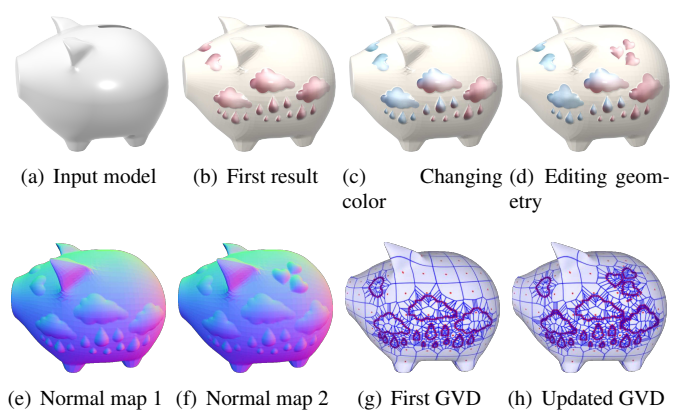 (a) Input model
(b) First result
(c) Changing
color
(d) Editing geom-
etry
(e) Normal map 1
(f) Normal map 2
(g) First GVD
(h) Updated GVD